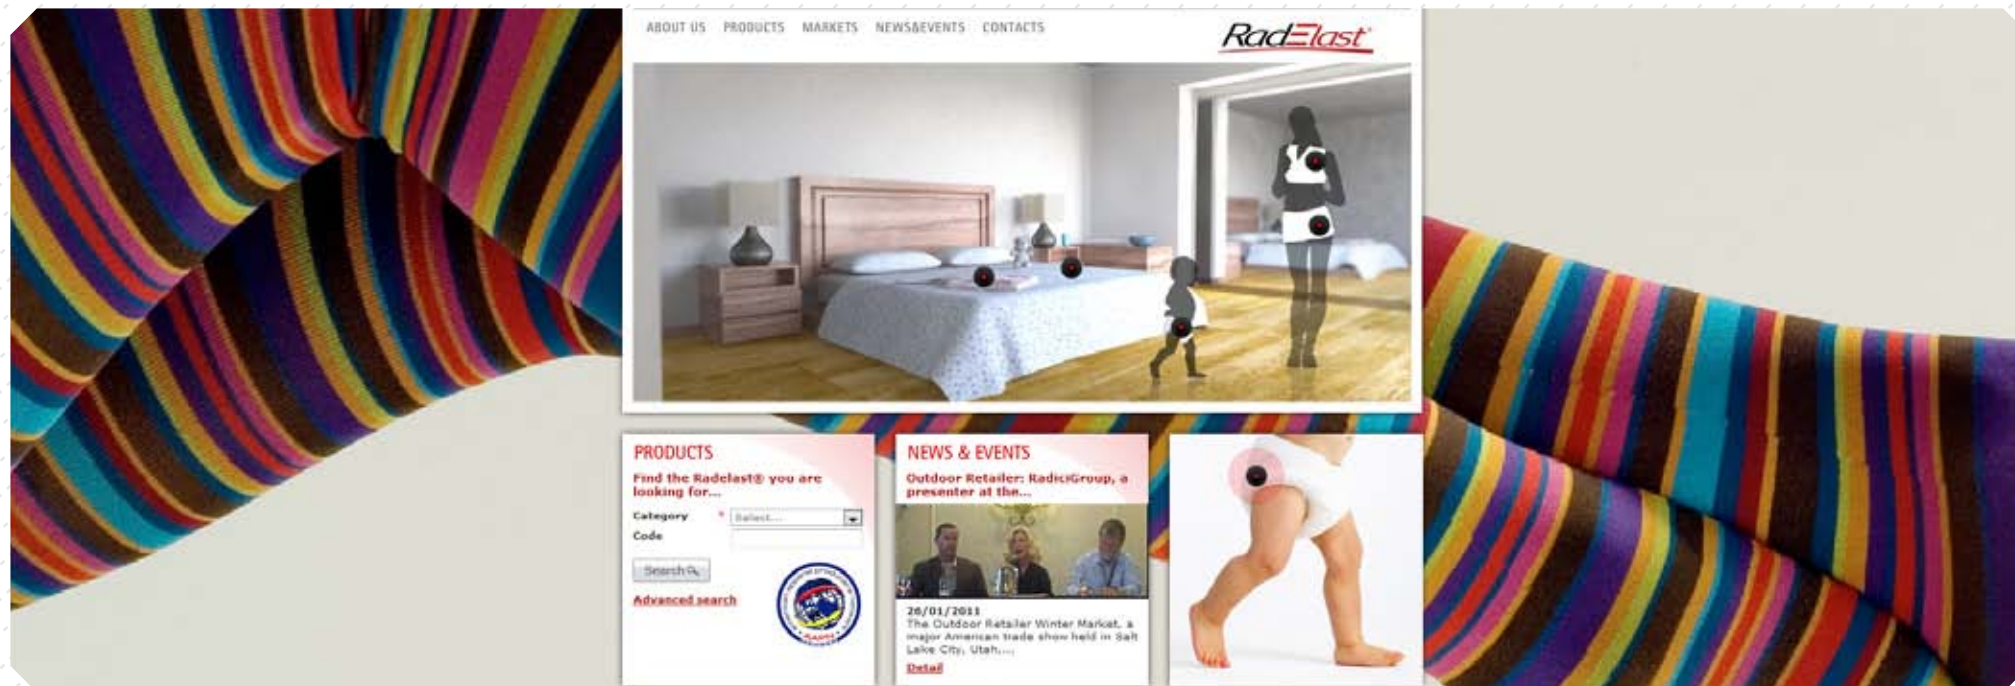 ABOUT US PRODUCTS MARKETS NEWS&EVENTS CONTACTS
RadElast®
PRODUCTS
Find the Radelast® you are
looking for...
Category * Select...
Code
Search
Advanced search
NEWS & EVENTS
Outdoor Retailer: RadiciGroup, a
presenter at the...
26/01/2011
The Outdoor Retailer Winter Market, a
major American trade show held in Salt
Lake City, Utah,...
Detail